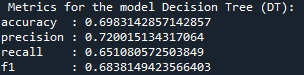 Metrics for the model Decision Tree (DT):
accuracy : 0.6983142857142857
precision : 0.720015134317064
recall : 0.651080572503849
f1 : 0.6838149423566403